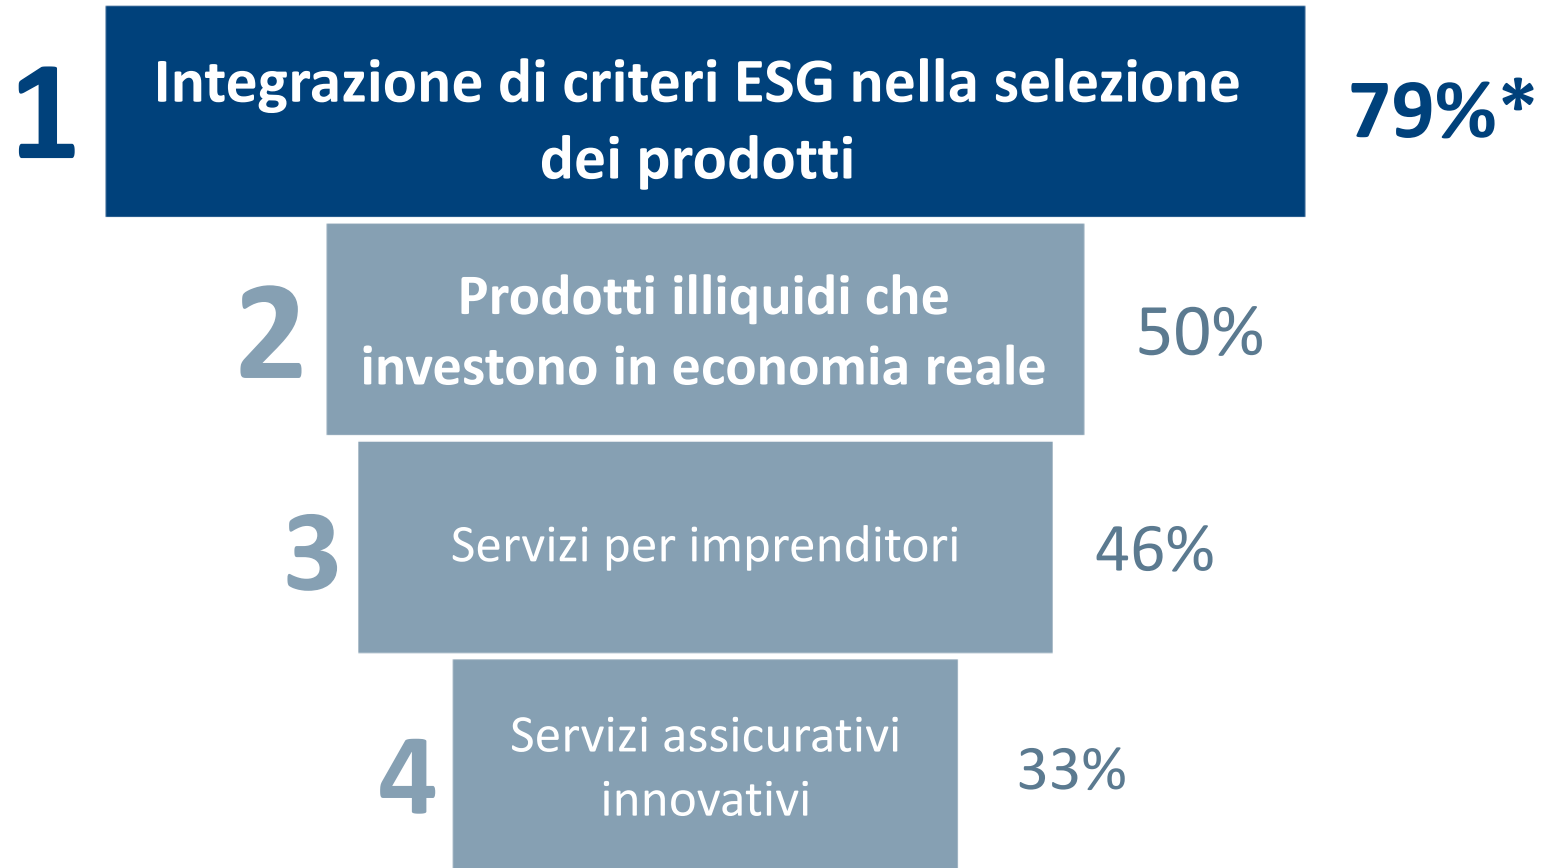 1
Integrazione di criteri ESG nella selezione
dei prodotti
79%*
2
Prodotti illiquidi che
investono in economia reale
50%
3
Servizi per imprenditori
46%
4
Servizi assicurativi
innovativi
33%